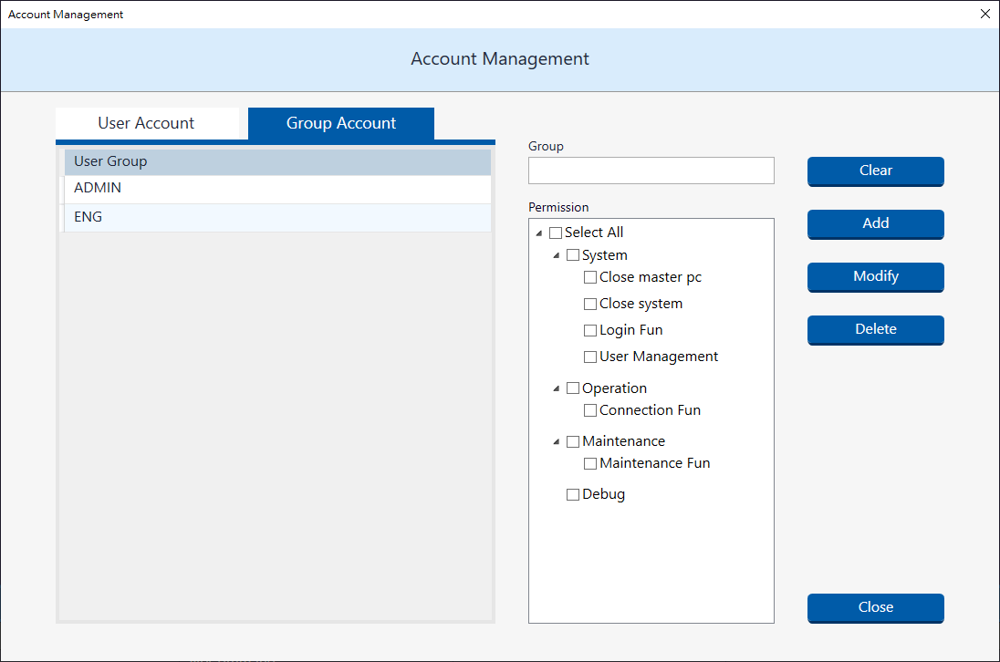 Account Management
Account Management
User Account
Group Account
User Group
ADMIN
ENG
Group
Permission
Select All
System
Close master pc
Close system
Login Fun
User Management
Operation
Connection Fun
Maintenance
Maintenance Fun
Debug
Clear
Add
Modify
Delete
Close